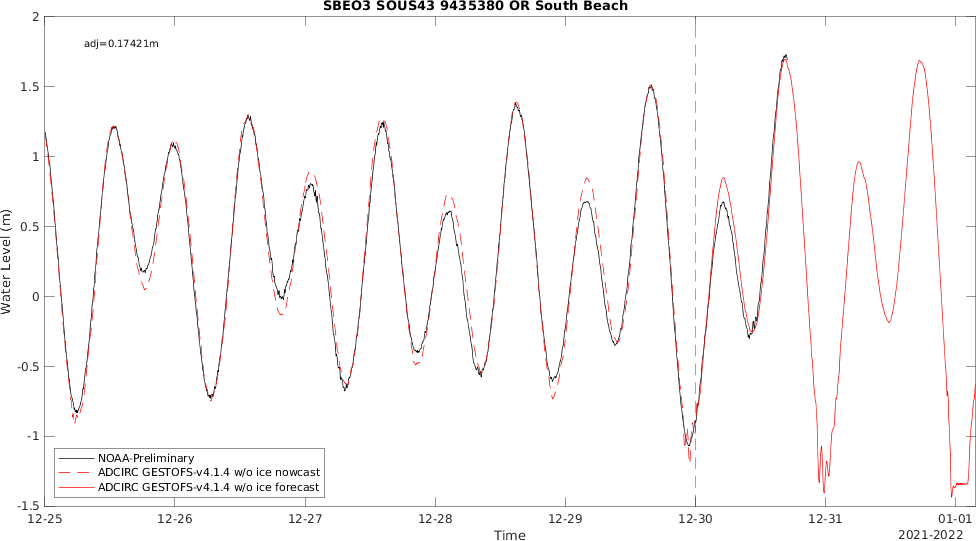 SBEO3 SOUS43 9435380 OR South Beach
adj=0.17421m
Water Level (m)
2
1.5
1
0.5
0
-0.5
-1
-1.5
NOAA-Preliminary
ADCIRC GESTOFS-v4.1.4 w/o ice nowcast
ADCIRC GESTOFS-v4.1.4 w/o ice forecast
12-25
12-26
12-27
12-28
12-29
12-30
12-31
01-01
Time
2021-2022